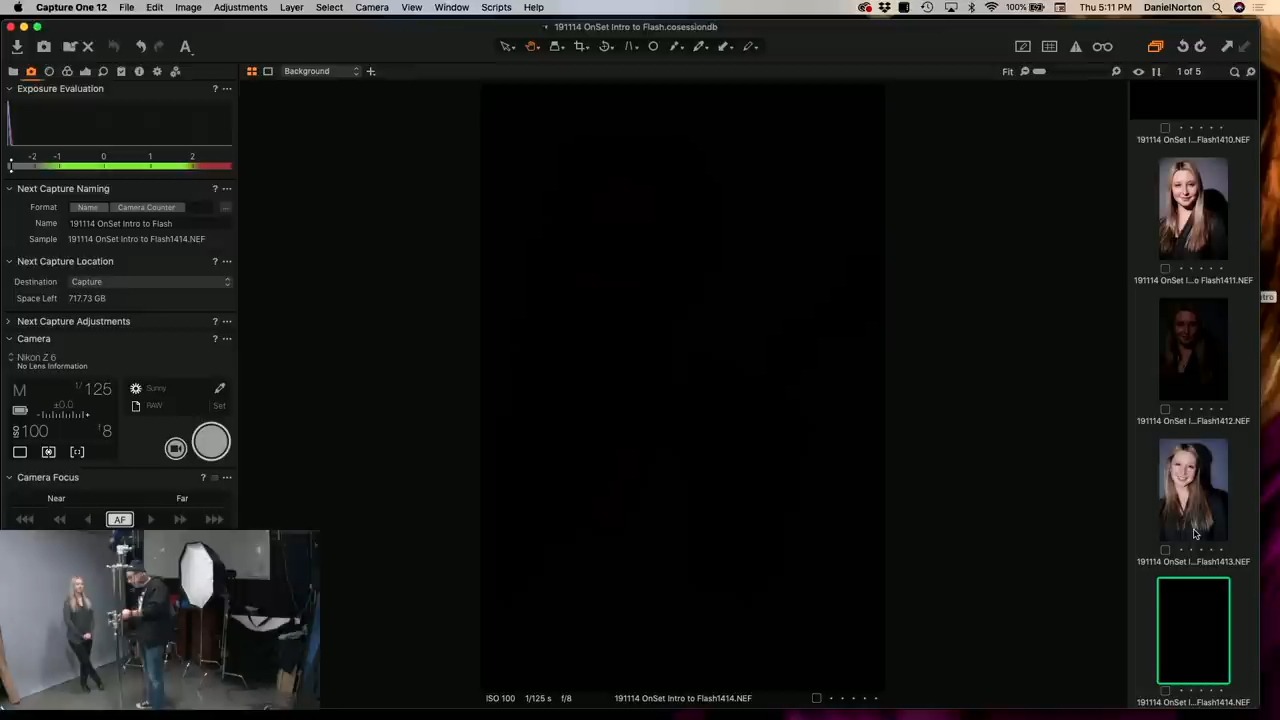 Capture One 12 File Edit View Image Adjustments Layer Select Camera View Window Scripts Help 100% Thu 5:11 PM DanielNorton
191114 OnSet Intro to Flash.cosessiondb
Background Fit 1 of 5
Exposure Evaluation ? ...
-2 -1 0 1 2
Next Capture Naming ? ...
Format Name Camera Counter ...
Name 191114 OnSet Intro to Flash
Sample 191114 OnSet Intro to Flash1414.NEF
Next Capture Location ? ...
Destination Capture
Space Left 717.73 GB
Next Capture Adjustments ? ...
Camera ? ...
Nikon Z 6
No Lens Information
M 1/125 Sunny
±0.0 RAW Set
ISO 100 f8
Camera Focus ? ...
Near Far
AF
ISO 100 1/125 s f/8 191114 OnSet Intro to Flash1414.NEF
191114 OnSet I...Flash1410.NEF
191114 OnSet I...o Flash1411.NEF
191114 OnSet I...Flash1412.NEF
191114 OnSet I...Flash1413.NEF
191114 OnSet I...Flash1414.NEF
ntro